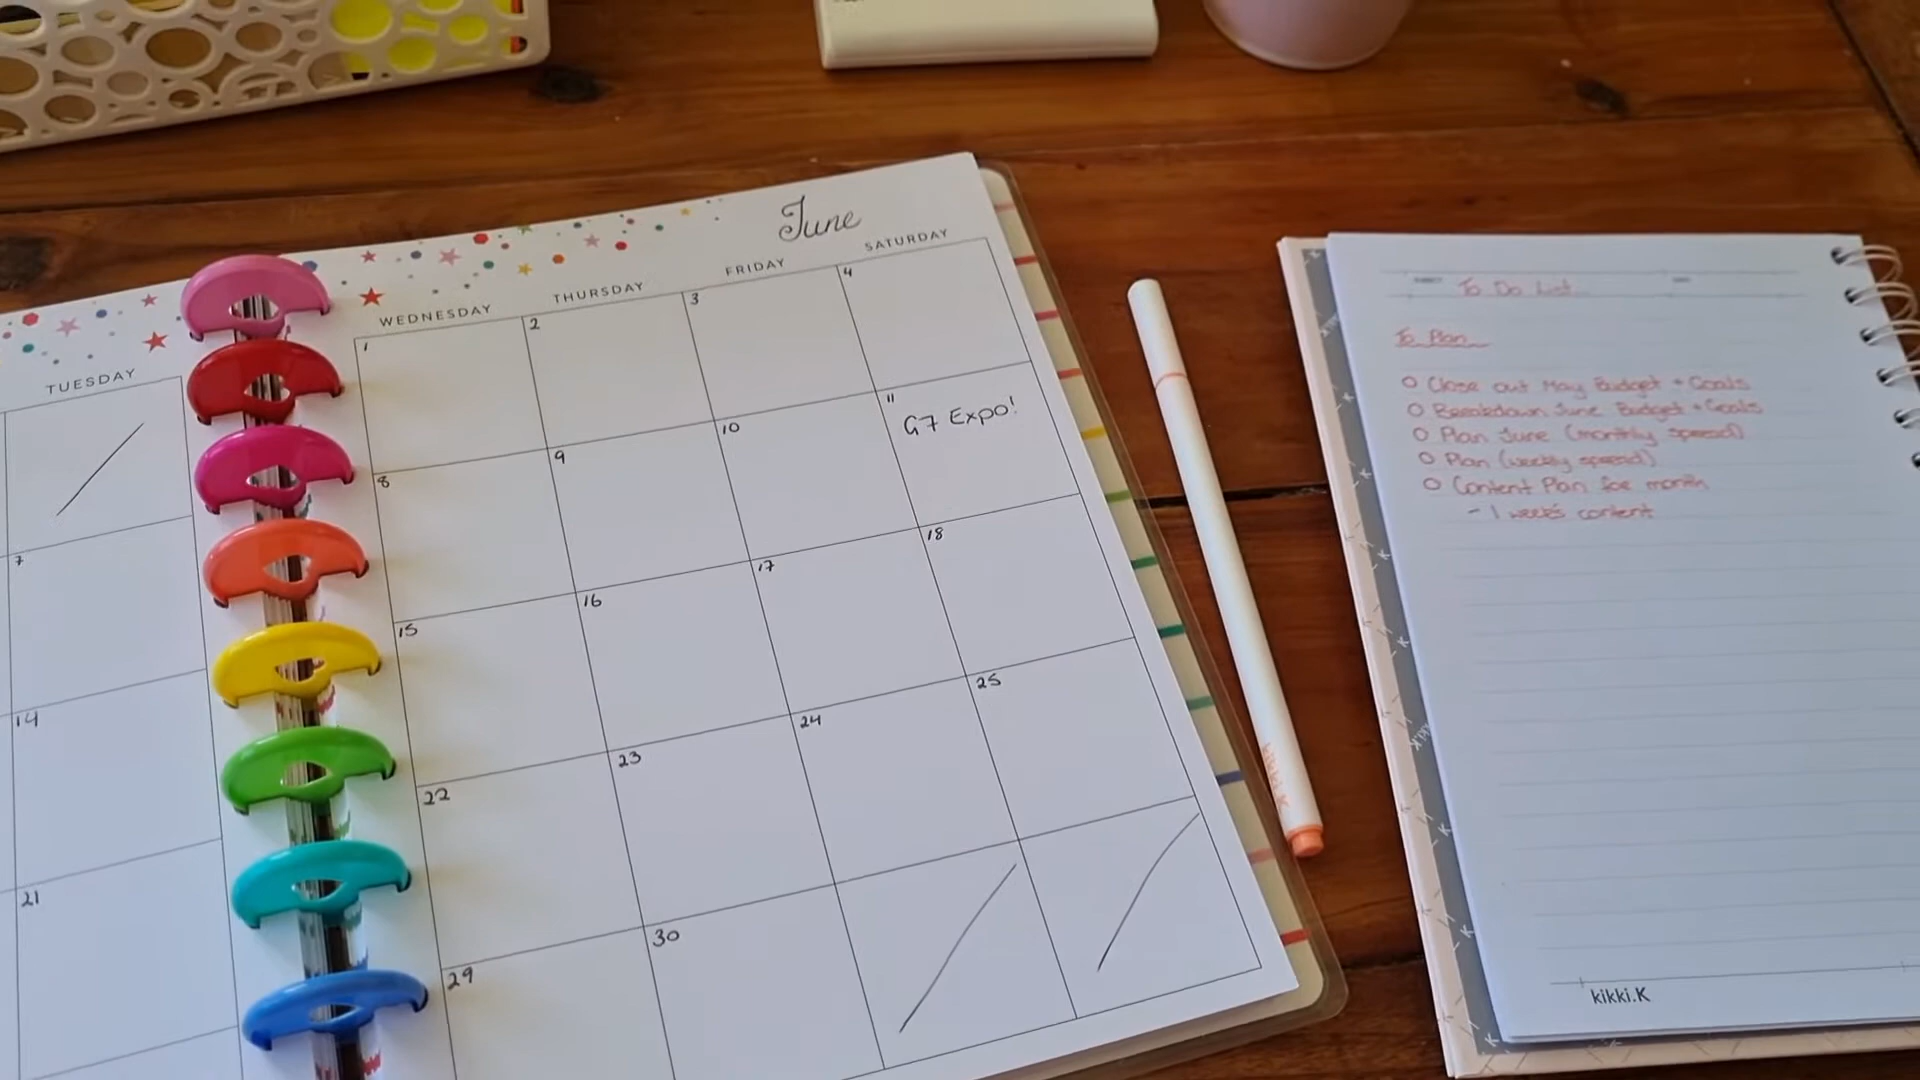 June
TUESDAY
WEDNESDAY
THURSDAY
FRIDAY
SATURDAY
1
2
3
4
7
8
9
10
11
G7 Expo!
14
15
16
17
18
21
22
23
24
25
29
30
kikki.K
To Do List
To Plan
Close out May Budget + Goals
Breakdown June Budget + Goals
Plan June (monthly spread)
Plan (weekly spread)
Content Plan for month
- 1 week's content
kikki.K